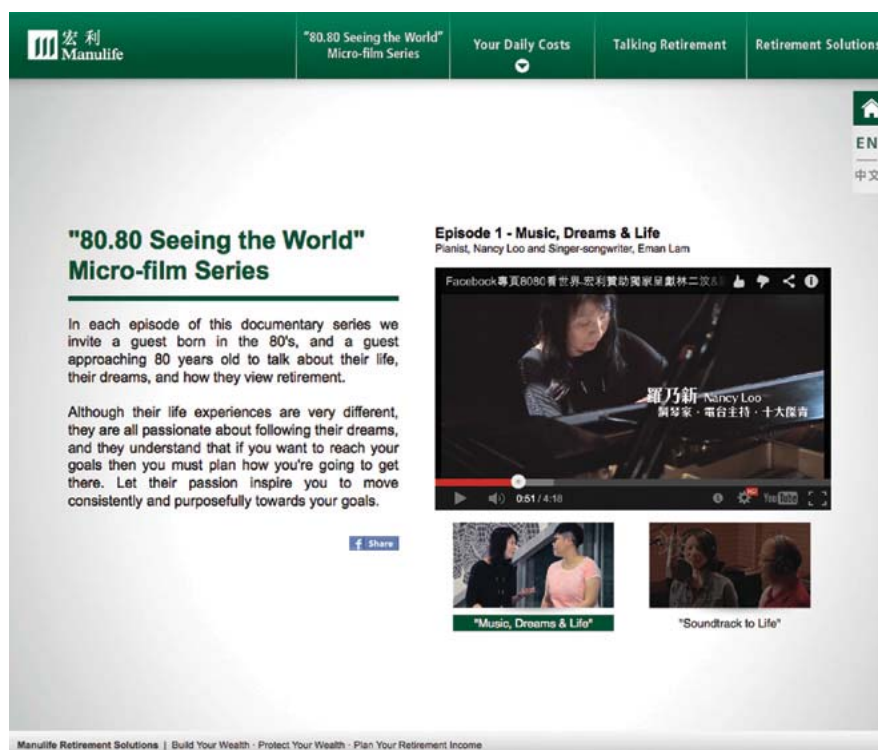 宏利
Manulife
"80.80 Seeing the World"
Micro-film Series
Your Daily Costs
Talking Retirement
Retirement Solutions
EN
中文
"80.80 Seeing the World"
Micro-film Series
In each episode of this documentary series we
invite a guest born in the 80's, and a guest
approaching 80 years old to talk about their life,
their dreams, and how they view retirement.
Although their life experiences are very different,
they are all passionate about following their dreams,
and they understand that if you want to reach your
goals then you must plan how you're going to get
there. Let their passion inspire you to move
consistently and purposefully towards your goals.
f Share
Episode 1 - Music, Dreams & Life
Pianist, Nancy Loo and Singer-songwriter, Eman Lam
Facebook專頁8080看世界-宏利贊助獨家呈獻林二汶&
羅乃新 Nancy Loo
鋼琴家·電台主持·十大傑青
0:51 / 4:18
HD
YouTube
"Music, Dreams & Life"
"Soundtrack to Life"
Manulife Retirement Solutions | Build Your Wealth · Protect Your Wealth · Plan Your Retirement Income